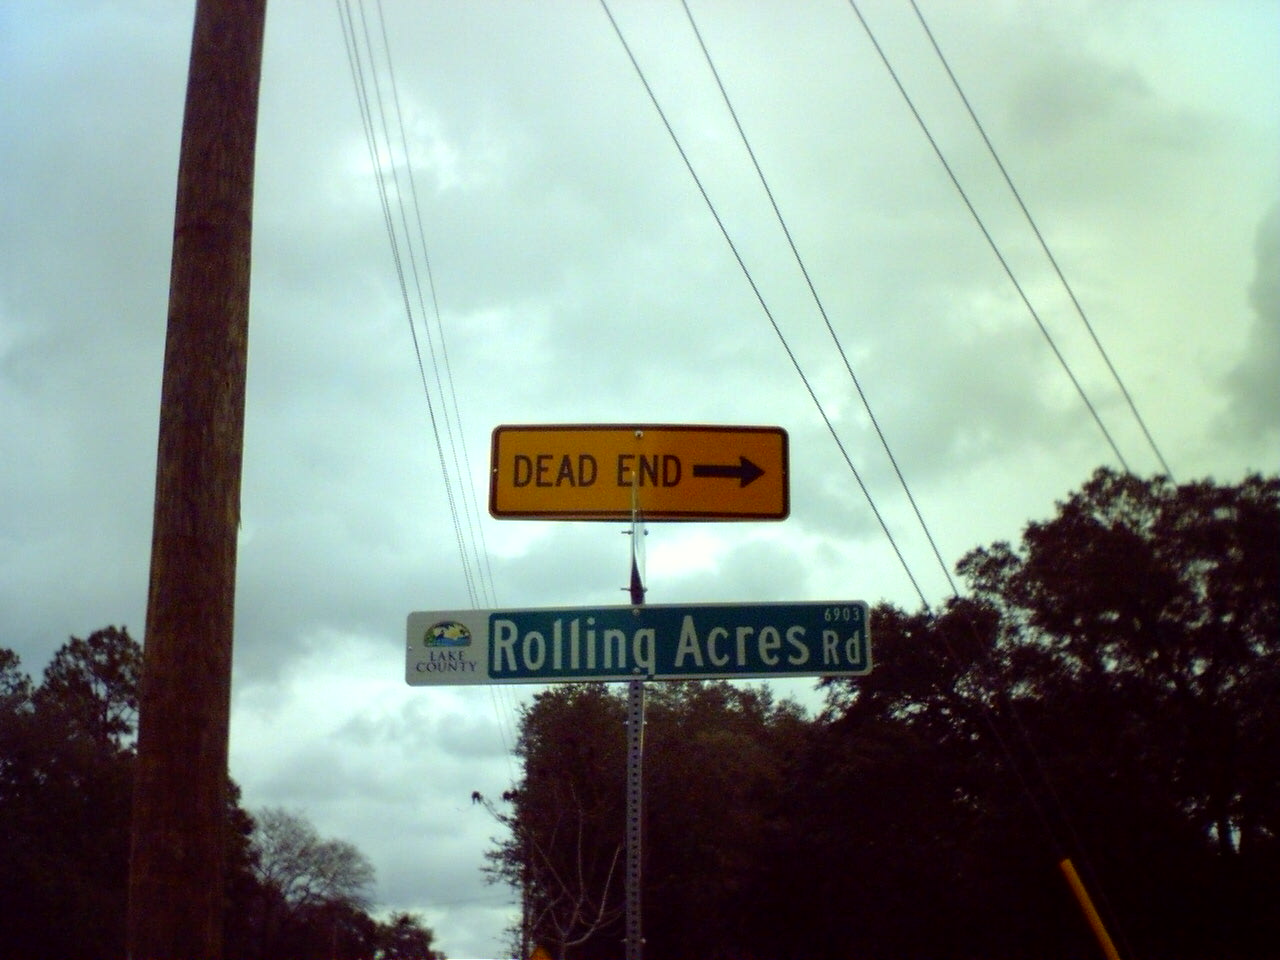 DEAD END
6903
LAKE COUNTY
Rolling Acres Rd